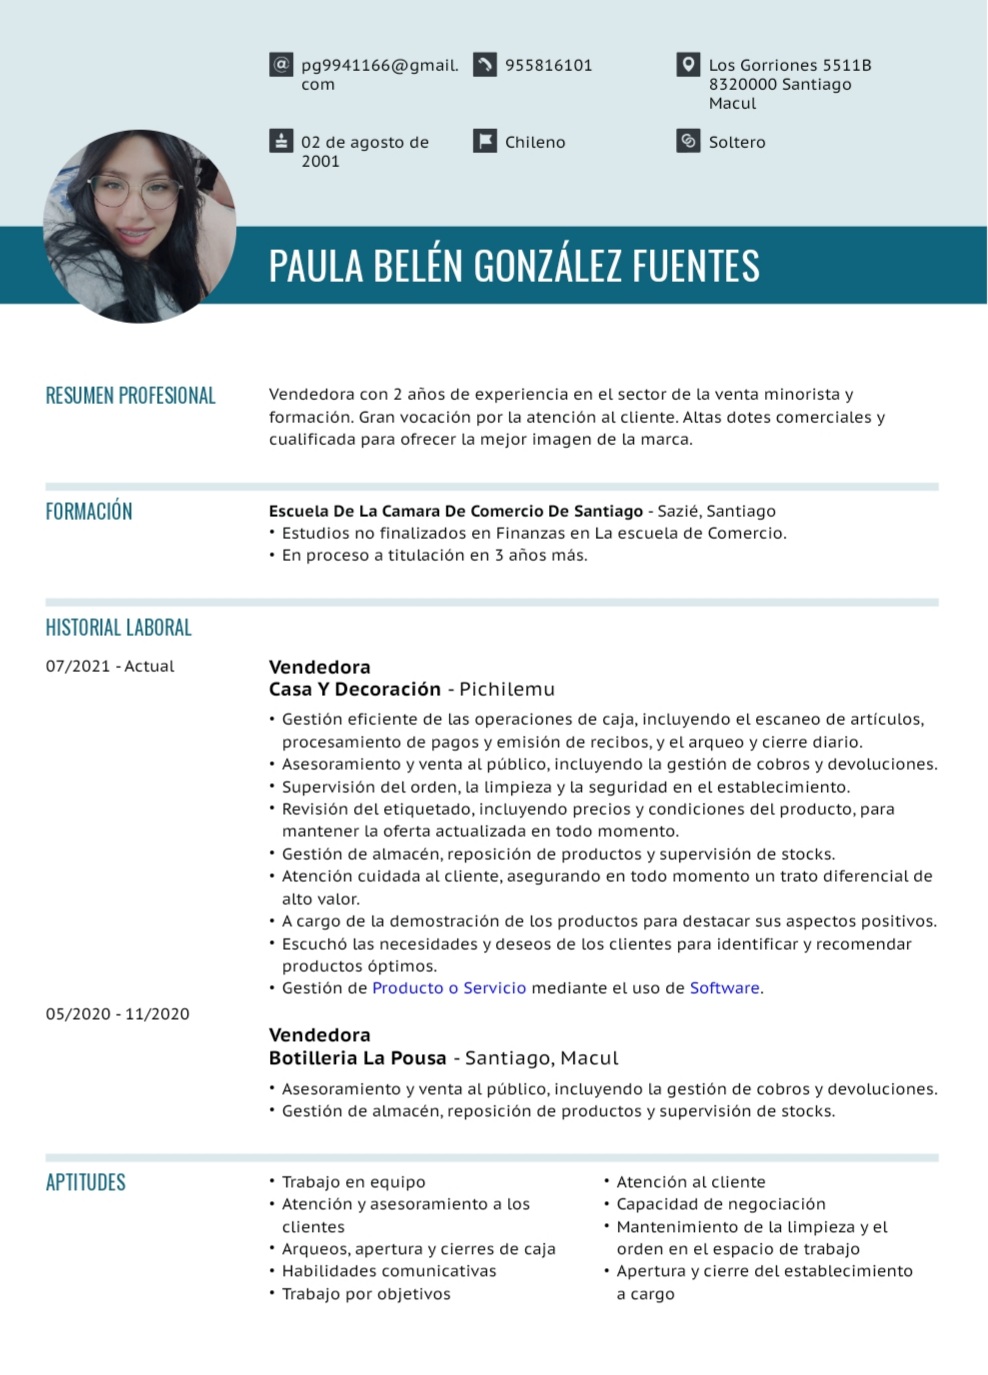 pg9941166@gmail.
com
955816101
Los Gorriones 5511B
8320000 Santiago
Macul
02 de agosto de
2001
Chileno
Soltero
PAULA BELÉN GONZÁLEZ FUENTES
RESUMEN PROFESIONAL
Vendedora con 2 años de experiencia en el sector de la venta minorista y
formación. Gran vocación por la atención al cliente. Altas dotes comerciales y
cualificada para ofrecer la mejor imagen de la marca.
FORMACIÓN
Escuela De La Camara De Comercio De Santiago - Sazié, Santiago
• Estudios no finalizados en Finanzas en La escuela de Comercio.
• En proceso a titulación en 3 años más.
HISTORIAL LABORAL
07/2021 - Actual
Vendedora
Casa Y Decoración - Pichilemu
• Gestión eficiente de las operaciones de caja, incluyendo el escaneo de artículos,
procesamiento de pagos y emisión de recibos, y el arqueo y cierre diario.
• Asesoramiento y venta al público, incluyendo la gestión de cobros y devoluciones.
• Supervisión del orden, la limpieza y la seguridad en el establecimiento.
• Revisión del etiquetado, incluyendo precios y condiciones del producto, para
mantener la oferta actualizada en todo momento.
• Gestión de almacén, reposición de productos y supervisión de stocks.
• Atención cuidada al cliente, asegurando en todo momento un trato diferencial de
alto valor.
• A cargo de la demostración de los productos para destacar sus aspectos positivos.
• Escuchó las necesidades y deseos de los clientes para identificar y recomendar
productos óptimos.
• Gestión de Producto o Servicio mediante el uso de Software.
05/2020 - 11/2020
Vendedora
Botilleria La Pousa - Santiago, Macul
• Asesoramiento y venta al público, incluyendo la gestión de cobros y devoluciones.
• Gestión de almacén, reposición de productos y supervisión de stocks.
APTITUDES
• Trabajo en equipo
• Atención y asesoramiento a los
clientes
• Arqueos, apertura y cierres de caja
• Habilidades comunicativas
• Trabajo por objetivos
• Atención al cliente
• Capacidad de negociación
• Mantenimiento de la limpieza y el
orden en el espacio de trabajo
• Apertura y cierre del establecimiento
a cargo